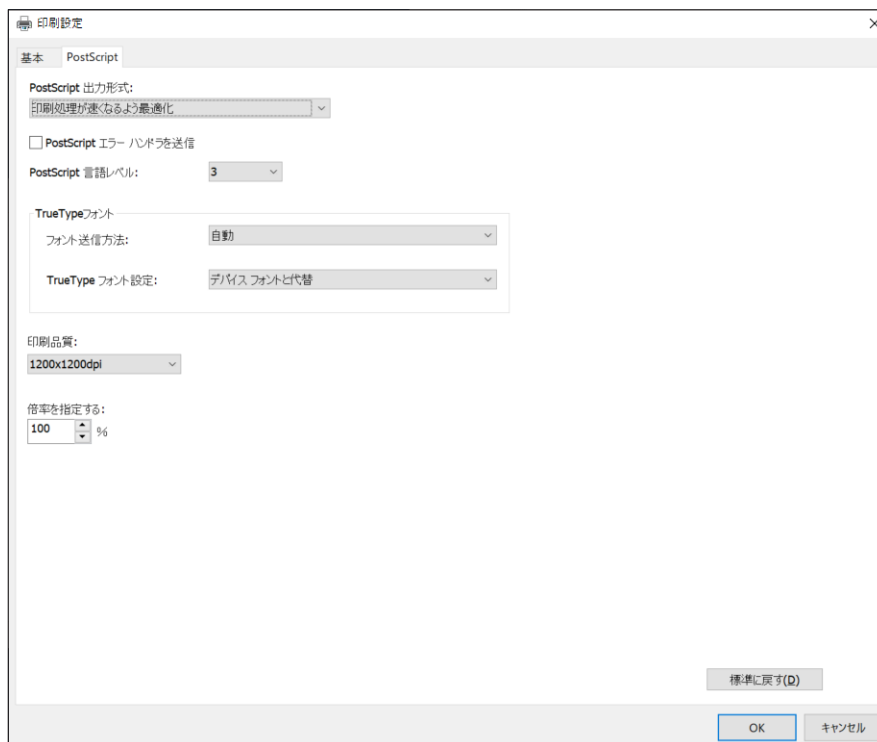 印刷設定
基本 PostScript
PostScript 出力形式:
印刷処理が速くなるよう最適化
PostScript エラー ハンドラを送信
PostScript 言語レベル: 3
TrueTypeフォント
フォント送信方法: 自動
TrueType フォント設定: デバイス フォントと代替
印刷品質:
1200x1200dpi
倍率を指定する:
100 %
標準に戻す(D)
OK キャンセル